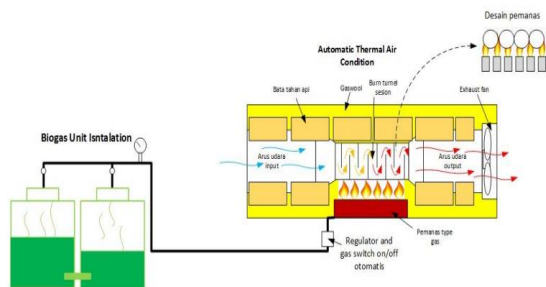 Desain pemanas
Automatic Thermal Air
Condition
Bata tahan api
Gaswool
Burn tunnel
sesion
Exhaust fan
Biogas Unit Isntalation
Arus udara
input
Arus udara
output
Regulator and
gas switch on/off
otomatis
Pemanas type
gas